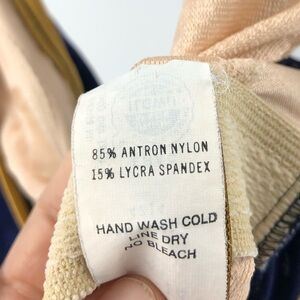 85% ANTRON NYLON
15% LYCRA SPANDEX
HAND WASH COLD
LINE DRY
NO BLEACH